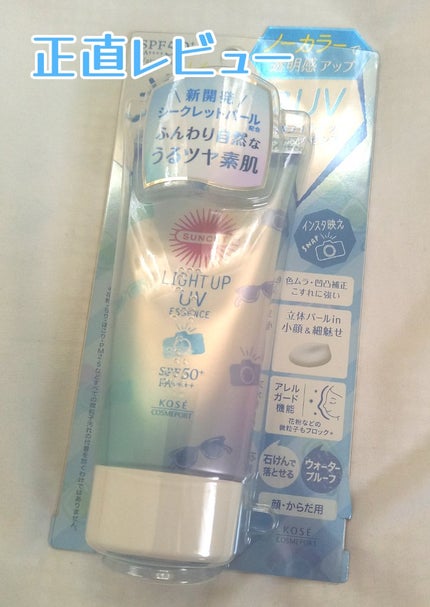 正直レビュー
SPF50+
ノーカラーで
透明感アップ
UV
＼新開発／
シークレットパール配合
ふんわり自然な
うるツヤ素肌
インスタ映え
SNAP
SUNCUT
LIGHT UP
UV
ESSENCE
SPF50+
PA++++
KOSÉ
COSMEPORT
色ムラ・凹凸補正
こすれに強い
立体パールin
小顔&細魅せ
アレル
ガード
機能
花粉などの
微粒子もブロック*
石けんで
落とせる
ウォーター
プルーフ
顔・からだ用
KOSÉ
COSMEPORT